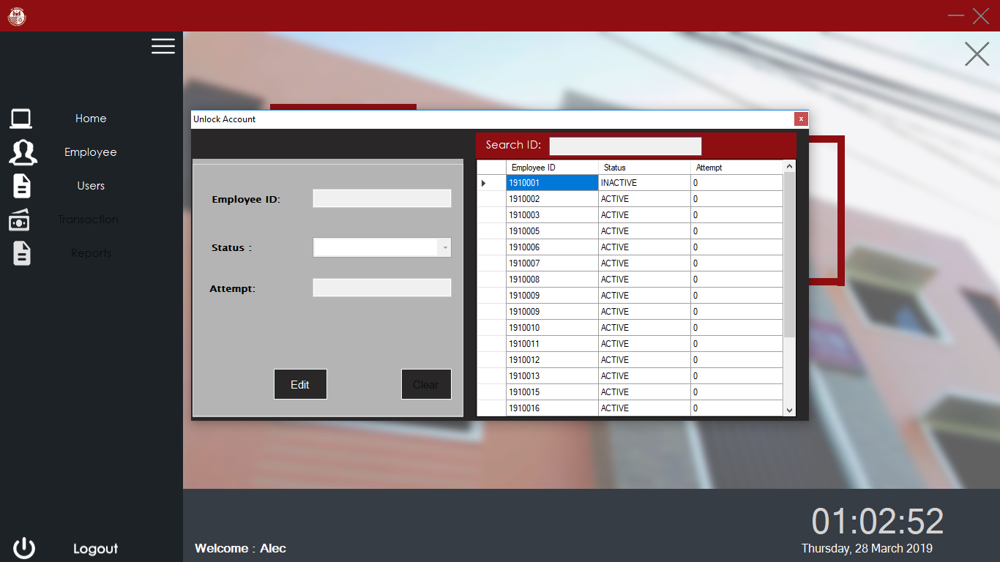 Home
Employee
Users
Transaction
Reports
Logout
Unlock Account
x
Employee ID:
Status :
Attempt:
Edit
Clear
Search ID:
Employee ID Status Attempt
1910001 INACTIVE 0
1910002 ACTIVE 0
1910003 ACTIVE 0
1910005 ACTIVE 0
1910006 ACTIVE 0
1910007 ACTIVE 0
1910008 ACTIVE 0
1910009 ACTIVE 0
1910009 ACTIVE 0
1910010 ACTIVE 0
1910011 ACTIVE 0
1910012 ACTIVE 0
1910013 ACTIVE 0
1910015 ACTIVE 0
1910016 ACTIVE 0
Welcome : Alec
01:02:52
Thursday, 28 March 2019